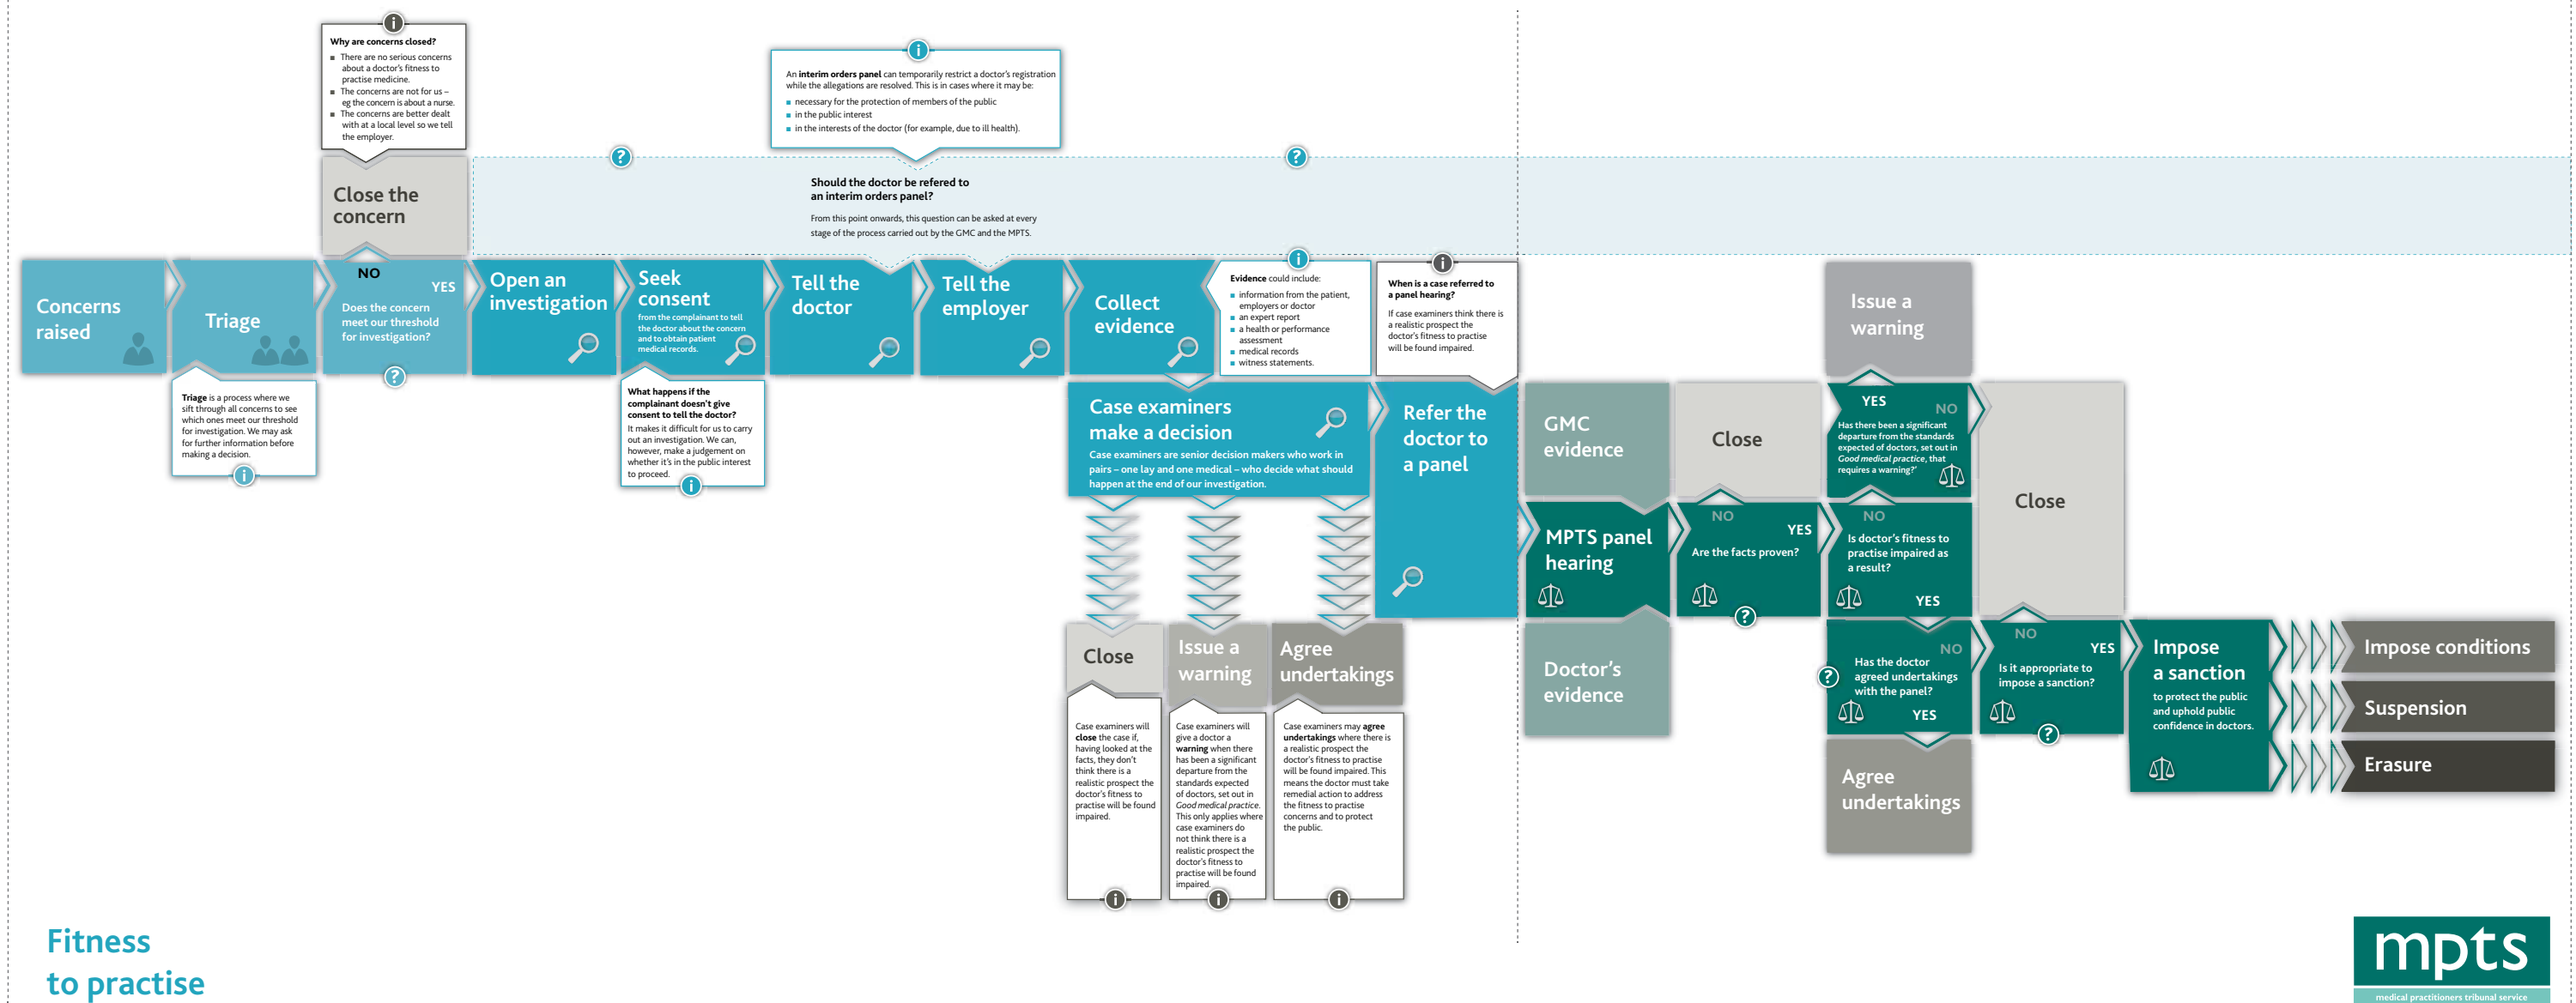 Why are concerns closed?
There are no serious concerns
about a doctor's fitness to
practise medicine.
The concerns are not for us –
eg the concern is about a nurse.
The concerns are better dealt
with at a local level so we tell
the employer.
Close the
concern
An interim orders panel can temporarily restrict a doctor's registration
while the allegations are resolved. This is in cases where it may be:
necessary for the protection of members of the public
in the public interest
in the interests of the doctor (for example, due to ill health).
?
?
Should the doctor be refered to
an interim orders panel?
From this point onwards, this question can be asked at every
stage of the process carried out by the GMC and the MPTS.
Concerns
raised
Triage
Triage is a process where we
sift through all concerns to see
which ones meet our threshold
for investigation. We may ask
for further information before
making a decision.
NO
YES
Does the concern
meet our threshold
for investigation?
?
Open an
investigation
Seek
consent
from the complainant to tell
the doctor about the concern
and to obtain patient
medical records.
What happens if the
complainant doesn't give
consent to tell the doctor?
It makes it difficult for us to carry
out an investigation. We can,
however, make a judgement on
whether it's in the public interest
to proceed.
Tell the
doctor
Tell the
employer
Collect
evidence
Evidence could include:
information from the patient,
employers or doctor
an expert report
a health or performance
assessment
medical records
witness statements.
When is a case referred to
a panel hearing?
If case examiners think there is
a realistic prospect the
doctor's fitness to practise
will be found impaired.
Case examiners
make a decision
Case examiners are senior decision makers who work in
pairs – one lay and one medical – who decide what should
happen at the end of our investigation.
Refer the
doctor to
a panel
Close
Case examiners will
close the case if,
having looked at the
facts, they don't
think there is a
realistic prospect the
doctor's fitness to
practise will be found
impaired.
Issue a
warning
Case examiners will
give a doctor a
warning when there
has been a significant
departure from the
standards expected
of doctors, set out in
Good medical practice.
This only applies where
case examiners do
not think there is a
realistic prospect the
doctor's fitness to
practise will be found
impaired.
Agree
undertakings
Case examiners may agree
undertakings where there is
a realistic prospect the
doctor's fitness to practise
will be found impaired. This
means the doctor must take
remedial action to address
the fitness to practise
concerns and to protect
the public.
GMC
evidence
MPTS panel
hearing
Doctor's
evidence
Close
NO
YES
Are the facts proven?
?
Issue a
warning
YES
NO
Has there been a significant
departure from the standards
expected of doctors, set out in
Good medical practice, that
requires a warning?'
NO
Is doctor's fitness to
practise impaired as
a result?
YES
NO
Has the doctor
agreed undertakings
with the panel?
?
YES
Agree
undertakings
Close
NO
YES
Is it appropriate to
impose a sanction?
?
Impose
a sanction
to protect the public
and uphold public
confidence in doctors.
Impose conditions
Suspension
Erasure
Fitness
to practise
mpts
medical practitioners tribunal service